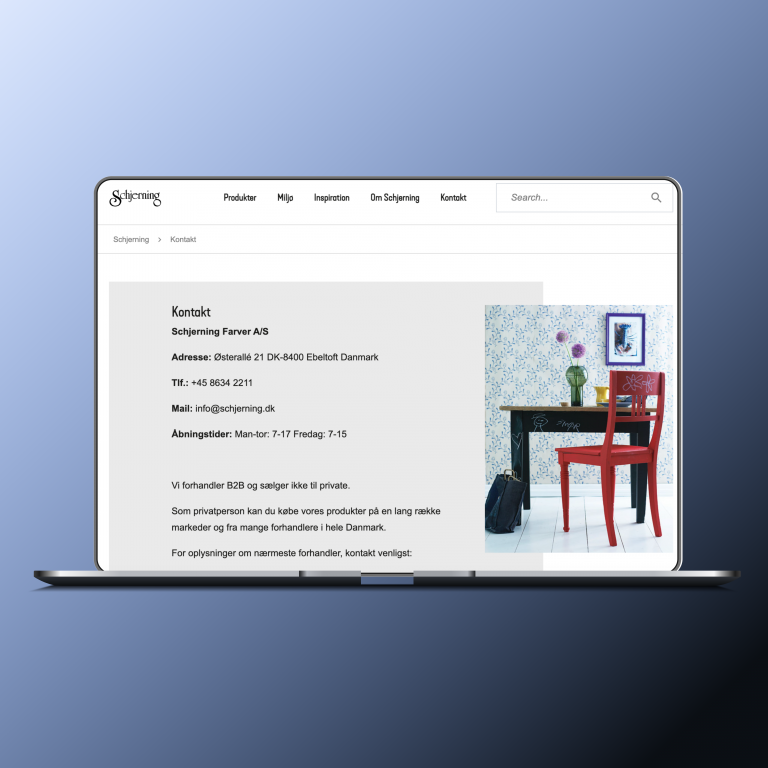 Schjerning
Produkter
Miljø
Inspiration
Om Schjerning
Kontakt
Search...
Schjerning > Kontakt
Kontakt
Schjerning Farver A/S
Adresse: Østerallé 21 DK-8400 Ebeltoft Danmark
Tlf.: +45 8634 2211
Mail: info@schjerning.dk
Åbningstider: Man-tor: 7-17 Fredag: 7-15
Vi forhandler B2B og sælger ikke til private.
Som privatperson kan du købe vores produkter på en lang række
markeder og fra mange forhandlere i hele Danmark.
For oplysninger om nærmeste forhandler, kontakt venligst: